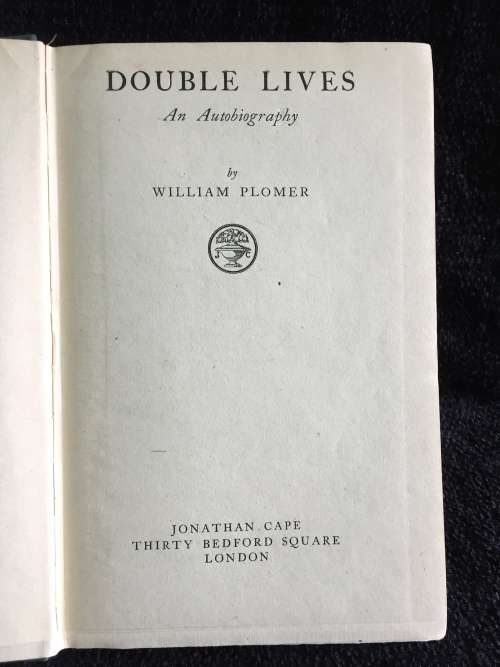 DOUBLE LIVES
An Autobiography
by
WILLIAM PLOMER
J C
JONATHAN CAPE
THIRTY BEDFORD SQUARE
LONDON